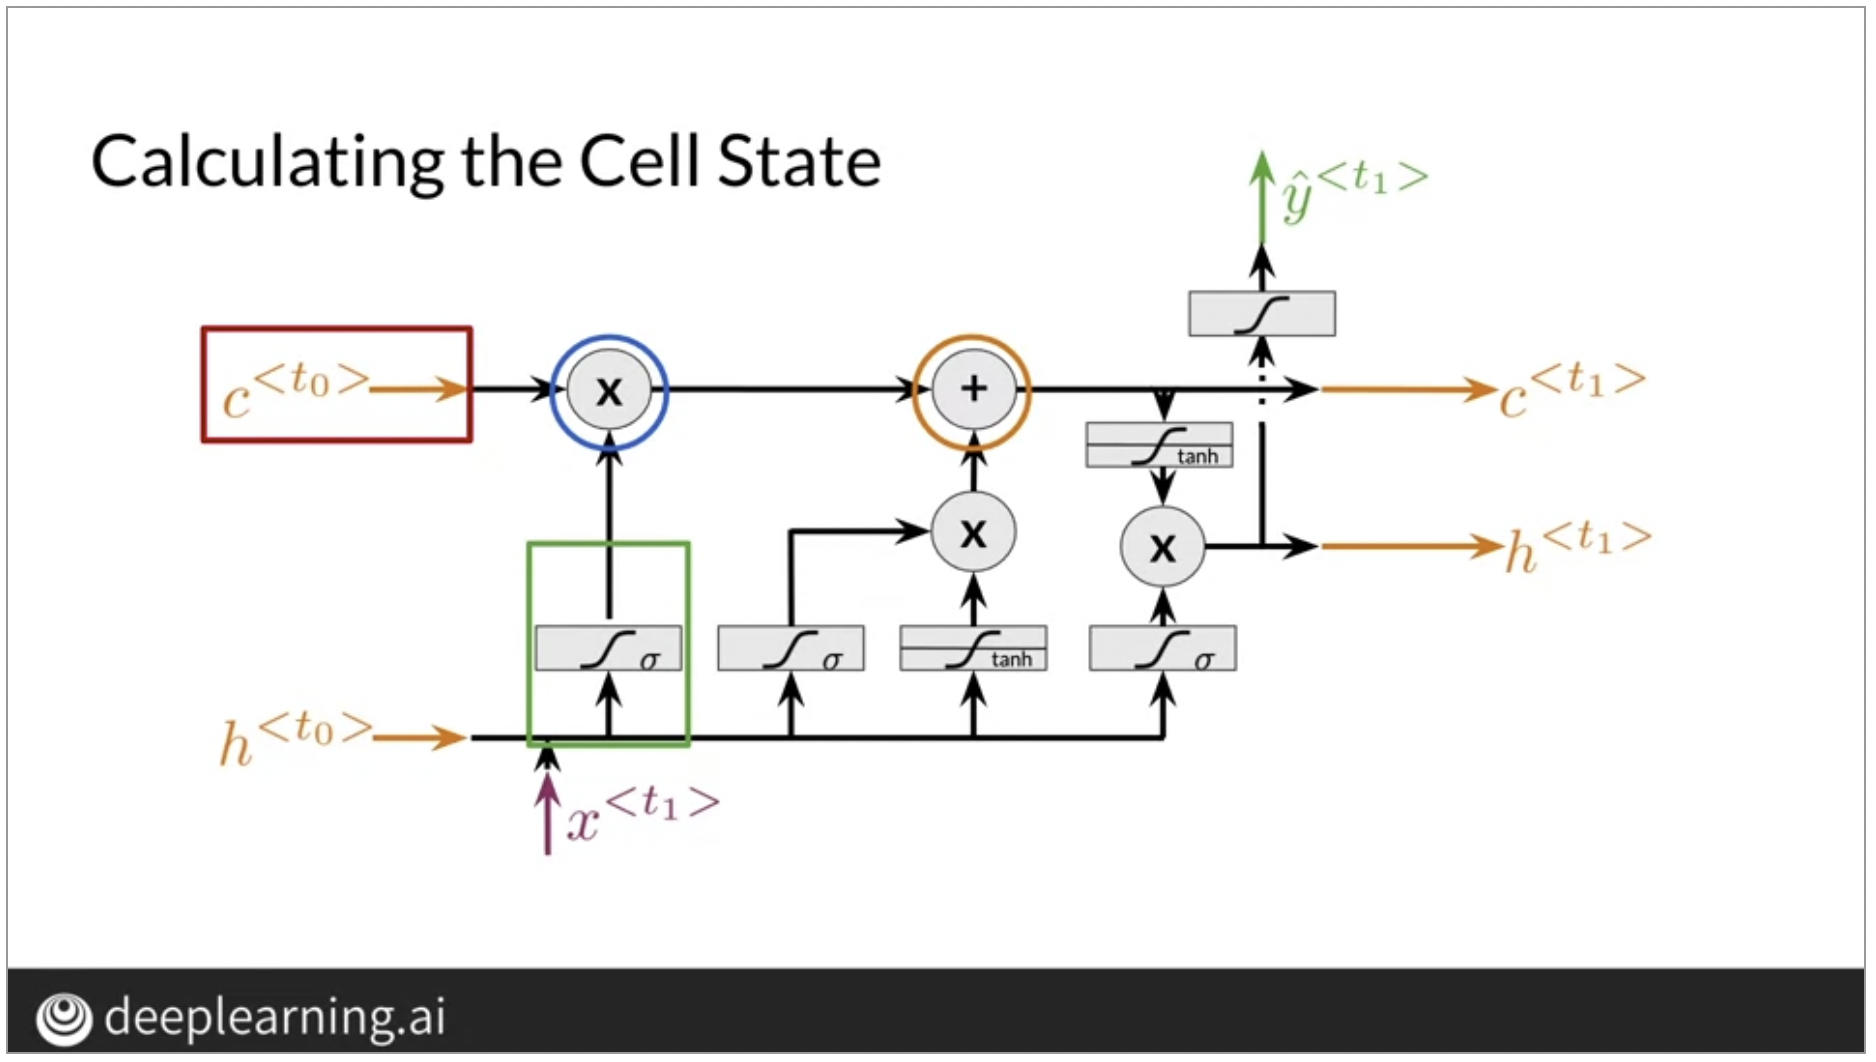 Calculating the Cell State
ŷ<t₁>
c<t₀>
x
+
c<t₁>
tanh
x
x
h<t₁>
σ
σ
tanh
σ
h<t₀>
x<t₁>
deeplearning.ai